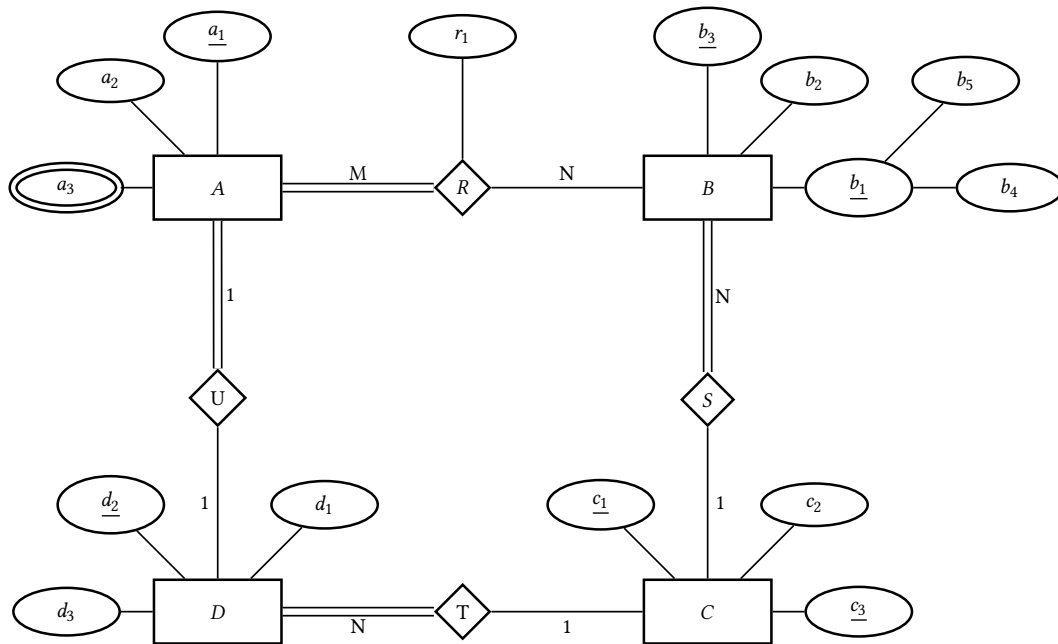 a₁
r₁
b₃
a₂
b₂
b₅
a₃
A
M
R
N
B
b₁
b₄
1
N
U
S
d₂
1
d₁
c₁
1
c₂
d₃
D
N
T
1
C
c₃